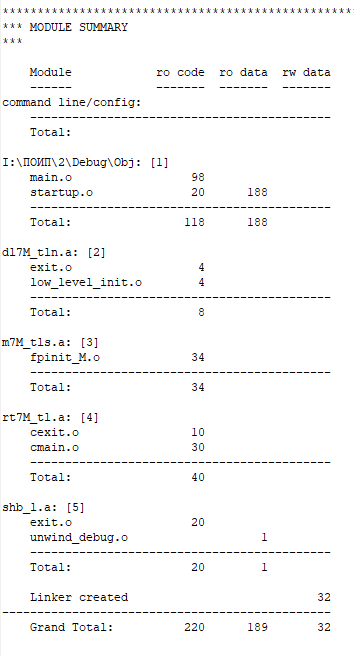 ****************************************************
*** MODULE SUMMARY
***

    Module            ro code  ro data  rw data
    ------            -------  -------  -------
command line/config:
    -------------------------------------------
    Total:

I:\ПОИП\2\Debug\Obj: [1]
    main.o                 98
    startup.o              20      188
    -------------------------------------------
    Total:                118      188

dl7M_tln.a: [2]
    exit.o                  4
    low_level_init.o        4
    -------------------------------------------
    Total:                  8

m7M_tls.a: [3]
    fpinit_M.o             34
    -------------------------------------------
    Total:                 34

rt7M_tl.a: [4]
    cexit.o                10
    cmain.o                30
    -------------------------------------------
    Total:                 40

shb_l.a: [5]
    exit.o                 20
    unwind_debug.o                   1
    -------------------------------------------
    Total:                 20        1

    Linker created                           32
-----------------------------------------------
    Grand Total:          220      189       32